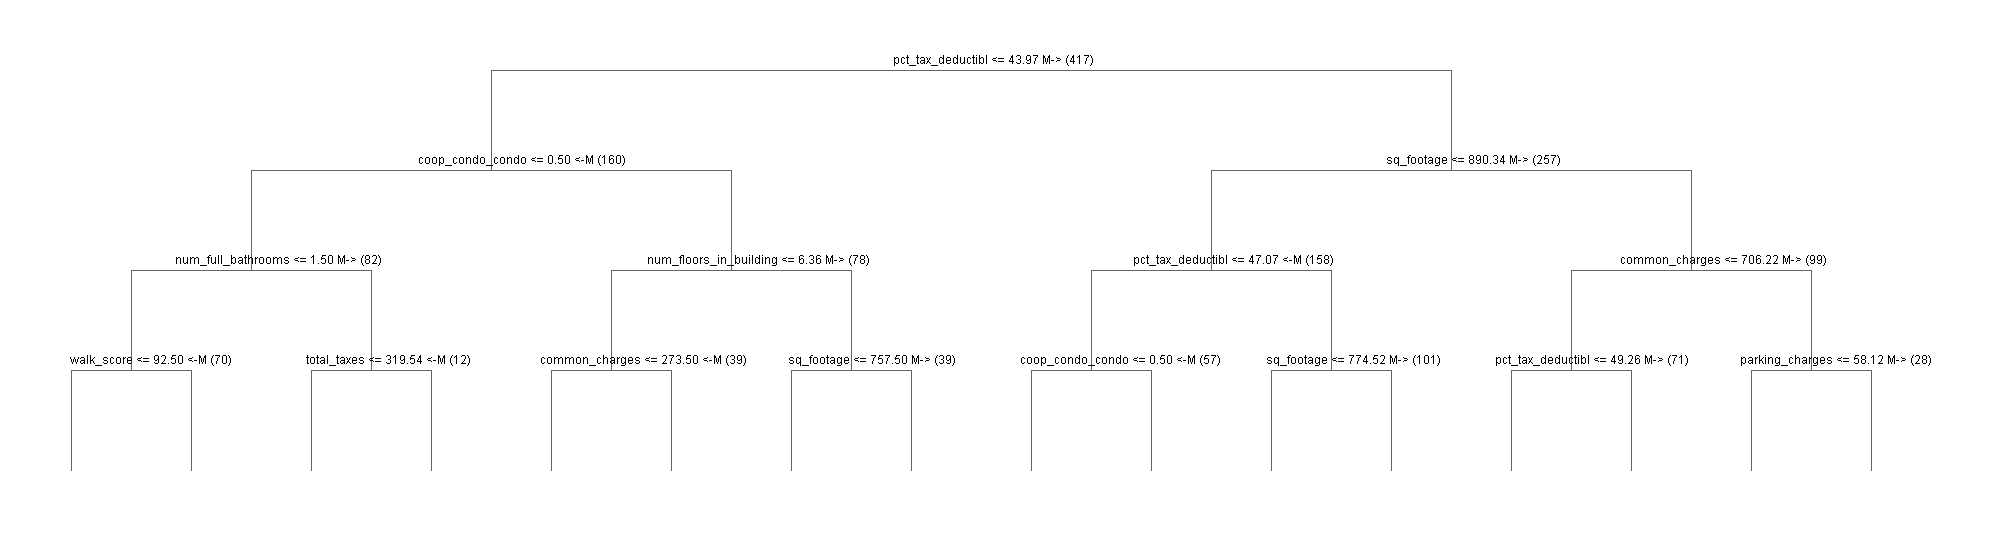 pct_tax_deductibl <= 43.97 M-> (417)
coop_condo_condo <= 0.50 <-M (160)
sq_footage <= 890.34 M-> (257)
num_full_bathrooms <= 1.50 M-> (82)
num_floors_in_building <= 6.36 M-> (78)
pct_tax_deductibl <= 47.07 <-M (158)
common_charges <= 706.22 M-> (99)
walk_score <= 92.50 <-M (70)
total_taxes <= 319.54 <-M (12)
common_charges <= 273.50 <-M (39)
sq_footage <= 757.50 M-> (39)
coop_condo_condo <= 0.50 <-M (57)
sq_footage <= 774.52 M-> (101)
pct_tax_deductibl <= 49.26 M-> (71)
parking_charges <= 58.12 M-> (28)